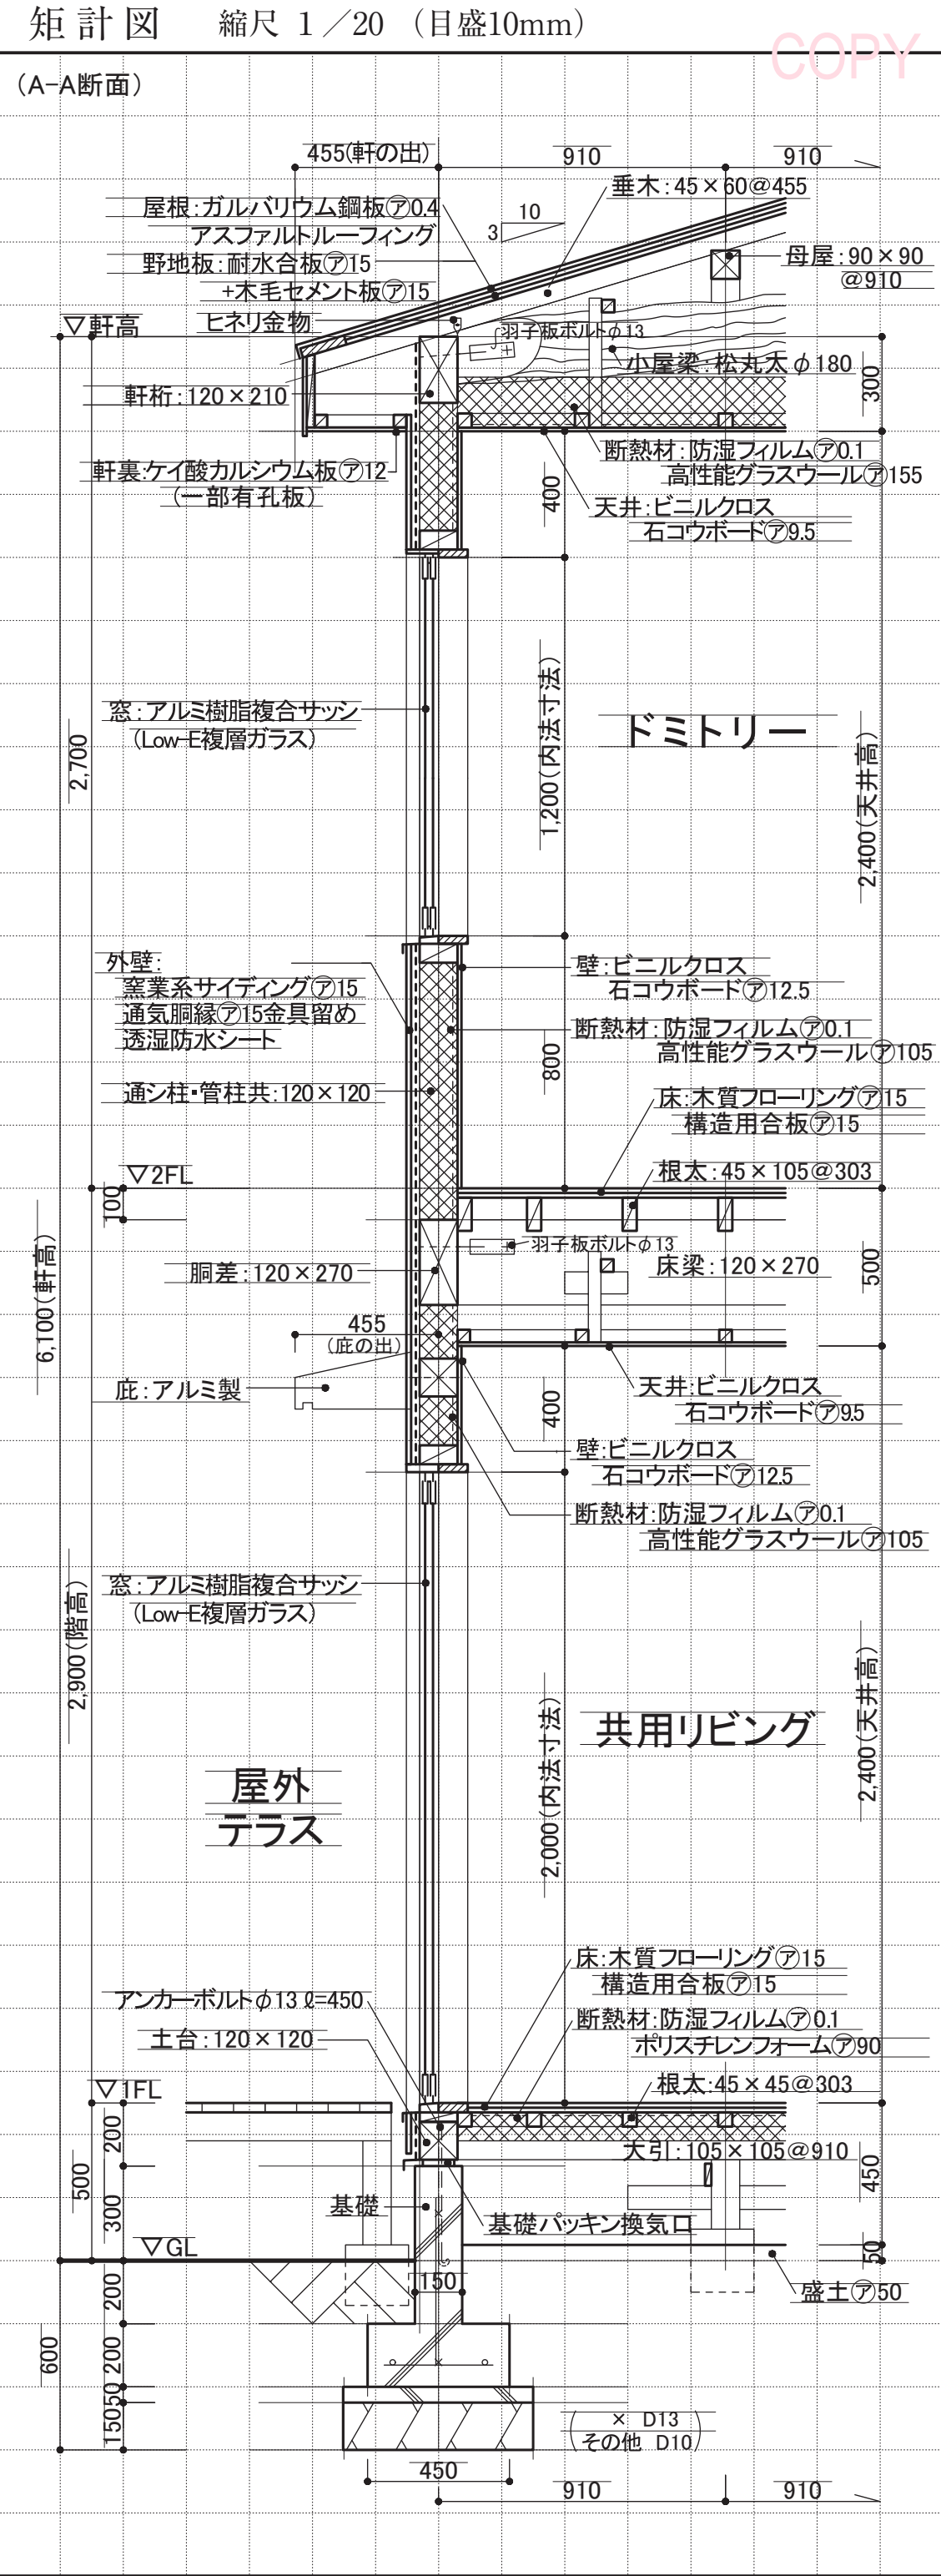 矩計図 縮尺 1／20 （目盛10mm）
COPY
（A-A断面）
455(軒の出)
910
910
垂木：45×60@455
屋根：ガルバリウム鋼板㋐0.4
アスファルトルーフィング
野地板：耐水合板㋐15
+木毛セメント板㋐15
10
3
母屋：90×90
@910
ヒネリ金物
▽軒高
羽子板ボルトφ13
小屋梁：松丸太φ180
300
軒桁：120×210
断熱材：防湿フィルム㋐0.1
高性能グラスウール㋐155
軒裏：ケイ酸カルシウム板㋐12
（一部有孔板）
400
天井：ビニルクロス
石コウボード㋐9.5
窓：アルミ樹脂複合サッシ
（Low-E複層ガラス）
2,700
1,200（内法寸法）
ドミトリー
2,400（天井高）
外壁：
窯業系サイディング㋐15
通気胴縁㋐15金具留め
透湿防水シート
壁：ビニルクロス
石コウボード㋐12.5
断熱材：防湿フィルム㋐0.1
高性能グラスウール㋐105
800
通シ柱・管柱共：120×120
床：木質フローリング㋐15
構造用合板㋐15
▽2FL
根太：45×105@303
100
羽子板ボルトφ13
胴差：120×270
床梁：120×270
500
6,100（軒高）
455
（庇の出）
庇：アルミ製
天井：ビニルクロス
石コウボード㋐9.5
400
壁：ビニルクロス
石コウボード㋐12.5
断熱材：防湿フィルム㋐0.1
高性能グラスウール㋐105
窓：アルミ樹脂複合サッシ
（Low-E複層ガラス）
2,900（階高）
2,000（内法寸法）
共用リビング
2,400（天井高）
屋外
テラス
床：木質フローリング㋐15
構造用合板㋐15
アンカーボルトφ13 ℓ=450
断熱材：防湿フィルム㋐0.1
ポリスチレンフォーム㋐90
土台：120×120
▽1FL
根太：45×45@303
200
大引：105×105@910
500
450
300
基礎
基礎パッキン換気口
▽GL
50
150
200
盛土㋐50
600
200
50
150
× D13
その他 D10
450
910
910